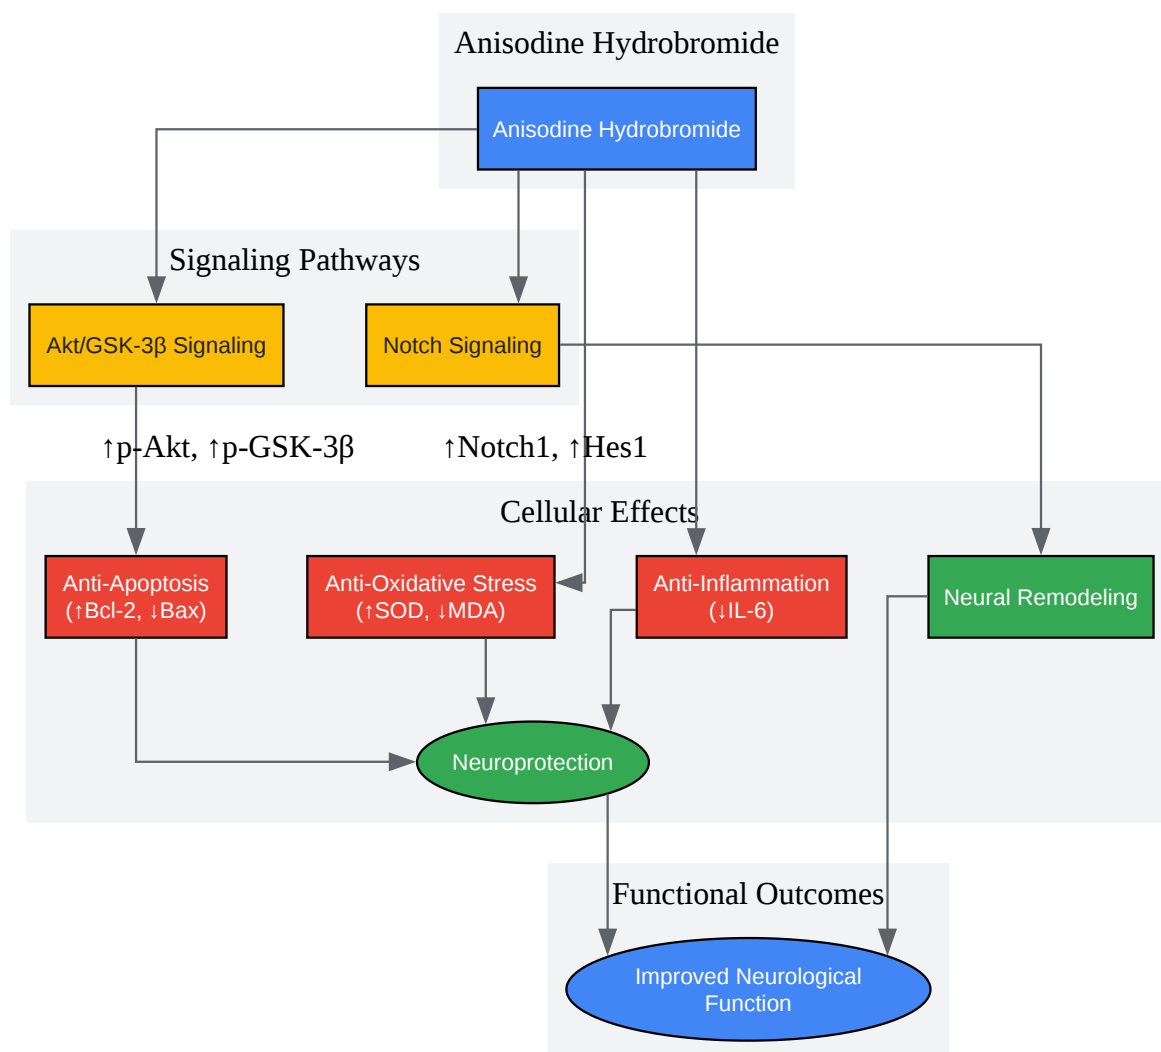 Anisodine Hydrobromide
Anisodine Hydrobromide
Signaling Pathways
Akt/GSK-3β Signaling
Notch Signaling
↑p-Akt, ↑p-GSK-3β
↑Notch1, ↑Hes1
Cellular Effects
Anti-Apoptosis
(↑Bcl-2, ↓Bax)
Anti-Oxidative Stress
(↑SOD, ↓MDA)
Anti-Inflammation
(↓IL-6)
Neural Remodeling
Neuroprotection
Functional Outcomes
Improved Neurological
Function